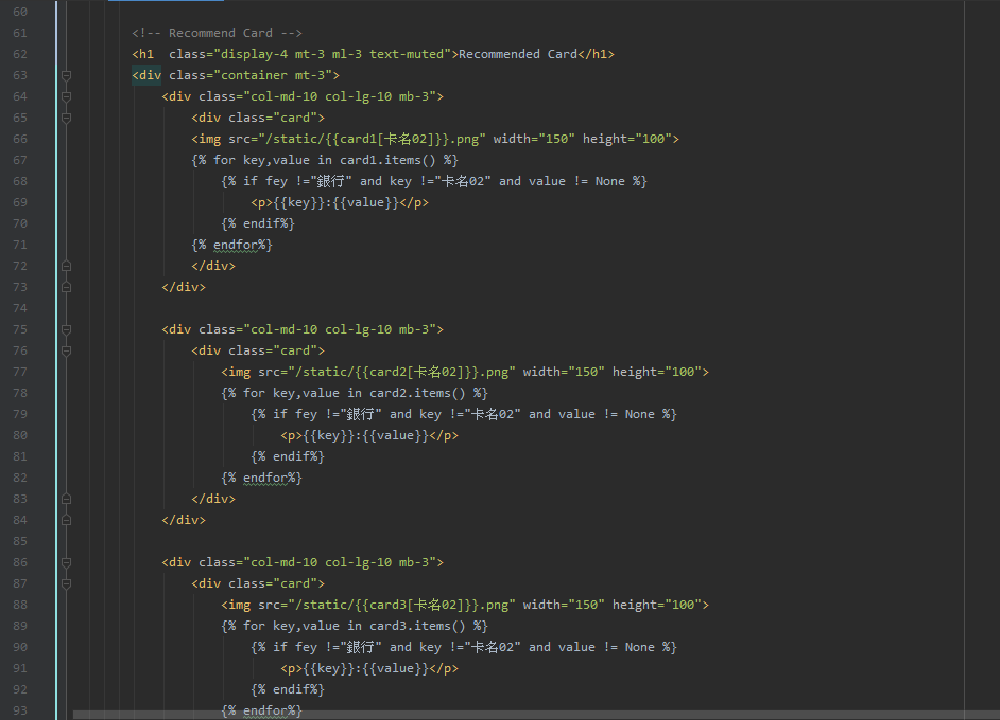 60
61 <!-- Recommend Card -->
62 <h1  class="display-4 mt-3 ml-3 text-muted">Recommended Card</h1>
63 <div class="container mt-3">
64 <div class="col-md-10 col-lg-10 mb-3">
65 <div class="card">
66 <img src="/static/{{card1[卡名02]}}.png" width="150" height="100">
67 {% for key,value in card1.items() %}
68 {% if fey !="銀行" and key !="卡名02" and value != None %}
69 <p>{{key}}:{{value}}</p>
70 {% endif%}
71 {% endfor%}
72 </div>
73 </div>
74
75 <div class="col-md-10 col-lg-10 mb-3">
76 <div class="card">
77 <img src="/static/{{card2[卡名02]}}.png" width="150" height="100">
78 {% for key,value in card2.items() %}
79 {% if fey !="銀行" and key !="卡名02" and value != None %}
80 <p>{{key}}:{{value}}</p>
81 {% endif%}
82 {% endfor%}
83 </div>
84 </div>
85
86 <div class="col-md-10 col-lg-10 mb-3">
87 <div class="card">
88 <img src="/static/{{card3[卡名02]}}.png" width="150" height="100">
89 {% for key,value in card3.items() %}
90 {% if fey !="銀行" and key !="卡名02" and value != None %}
91 <p>{{key}}:{{value}}</p>
92 {% endif%}
93 {% endfor%}